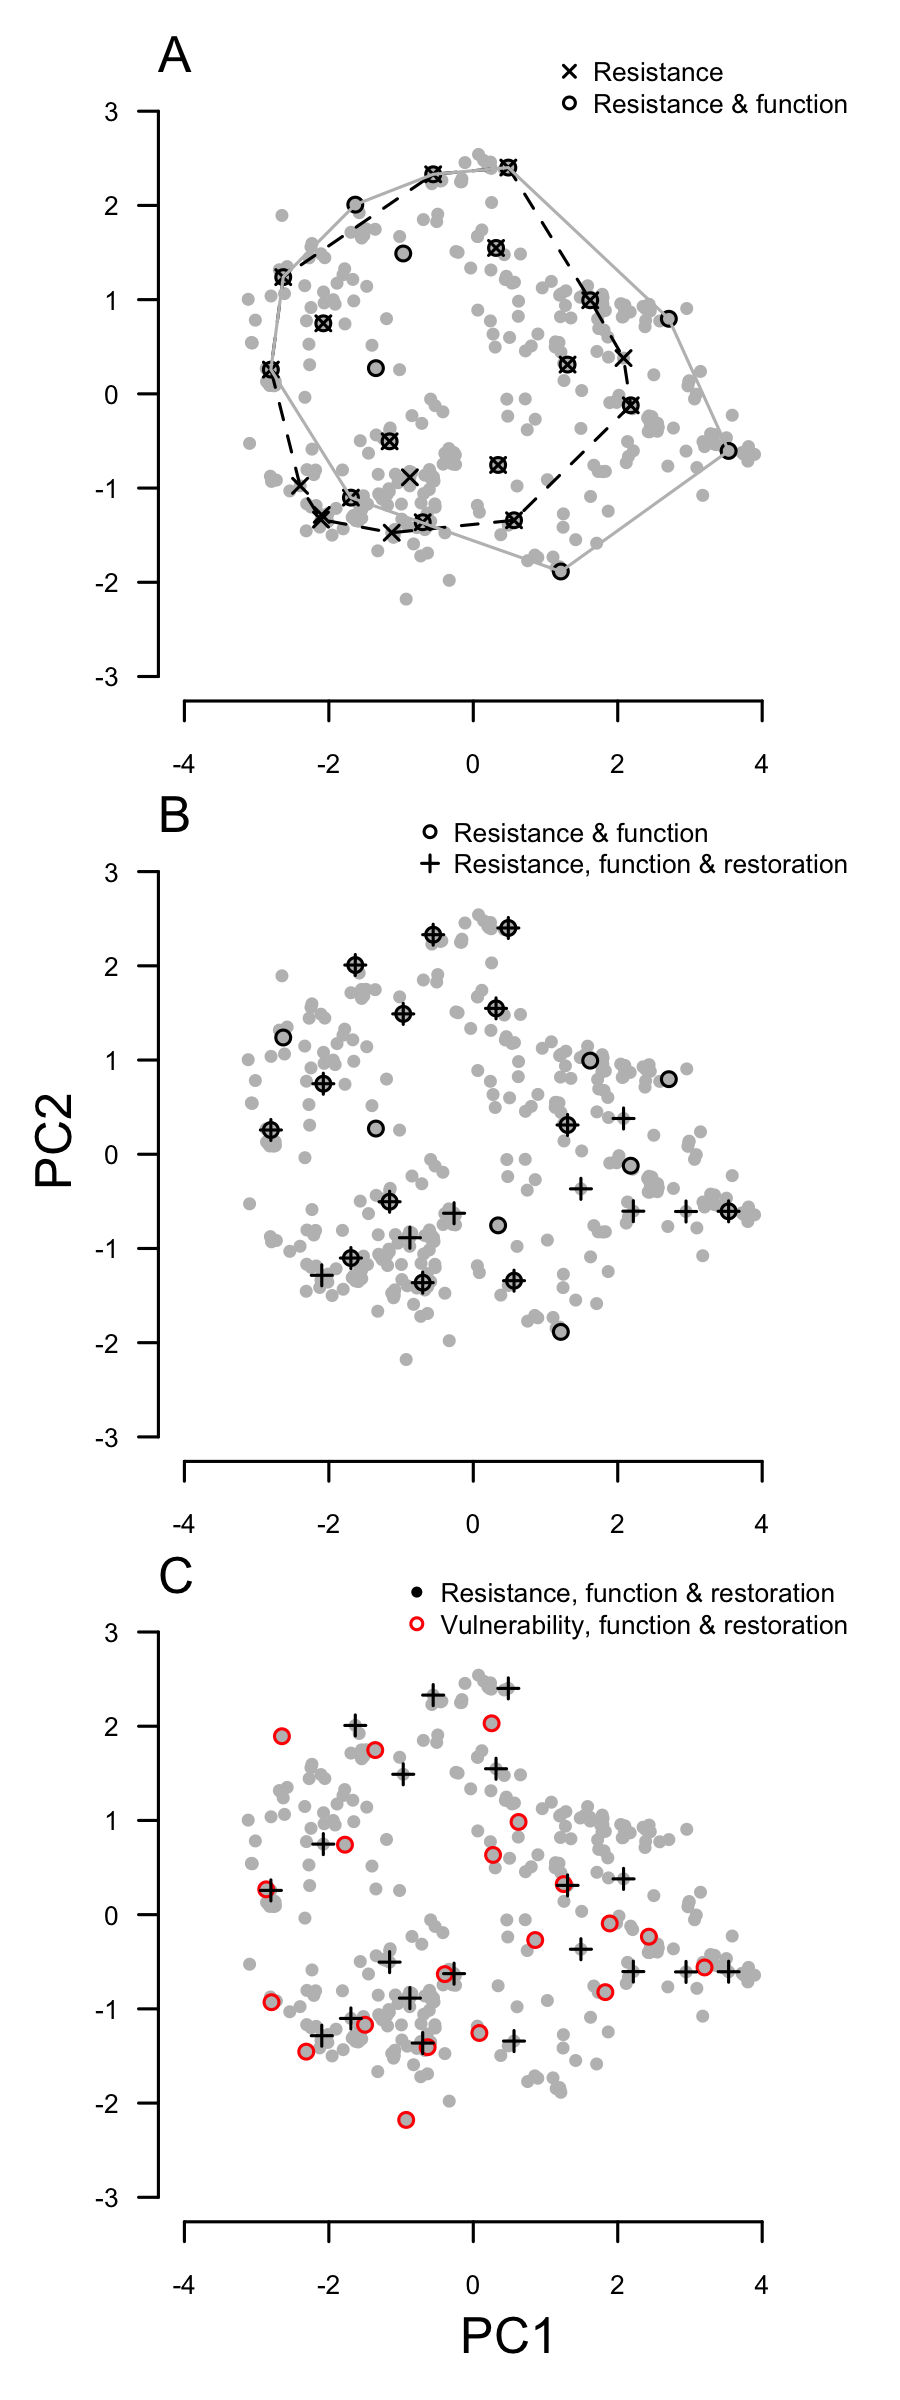 A
Resistance
Resistance & function
3
2
1
0
-1
-2
-3
-4 -2 0 2 4
B
Resistance & function
Resistance, function & restoration
3
2
1
0
-1
-2
-3
PC2
-4 -2 0 2 4
C
Resistance, function & restoration
Vulnerability, function & restoration
3
2
1
0
-1
-2
-3
-4 -2 0 2 4
PC1